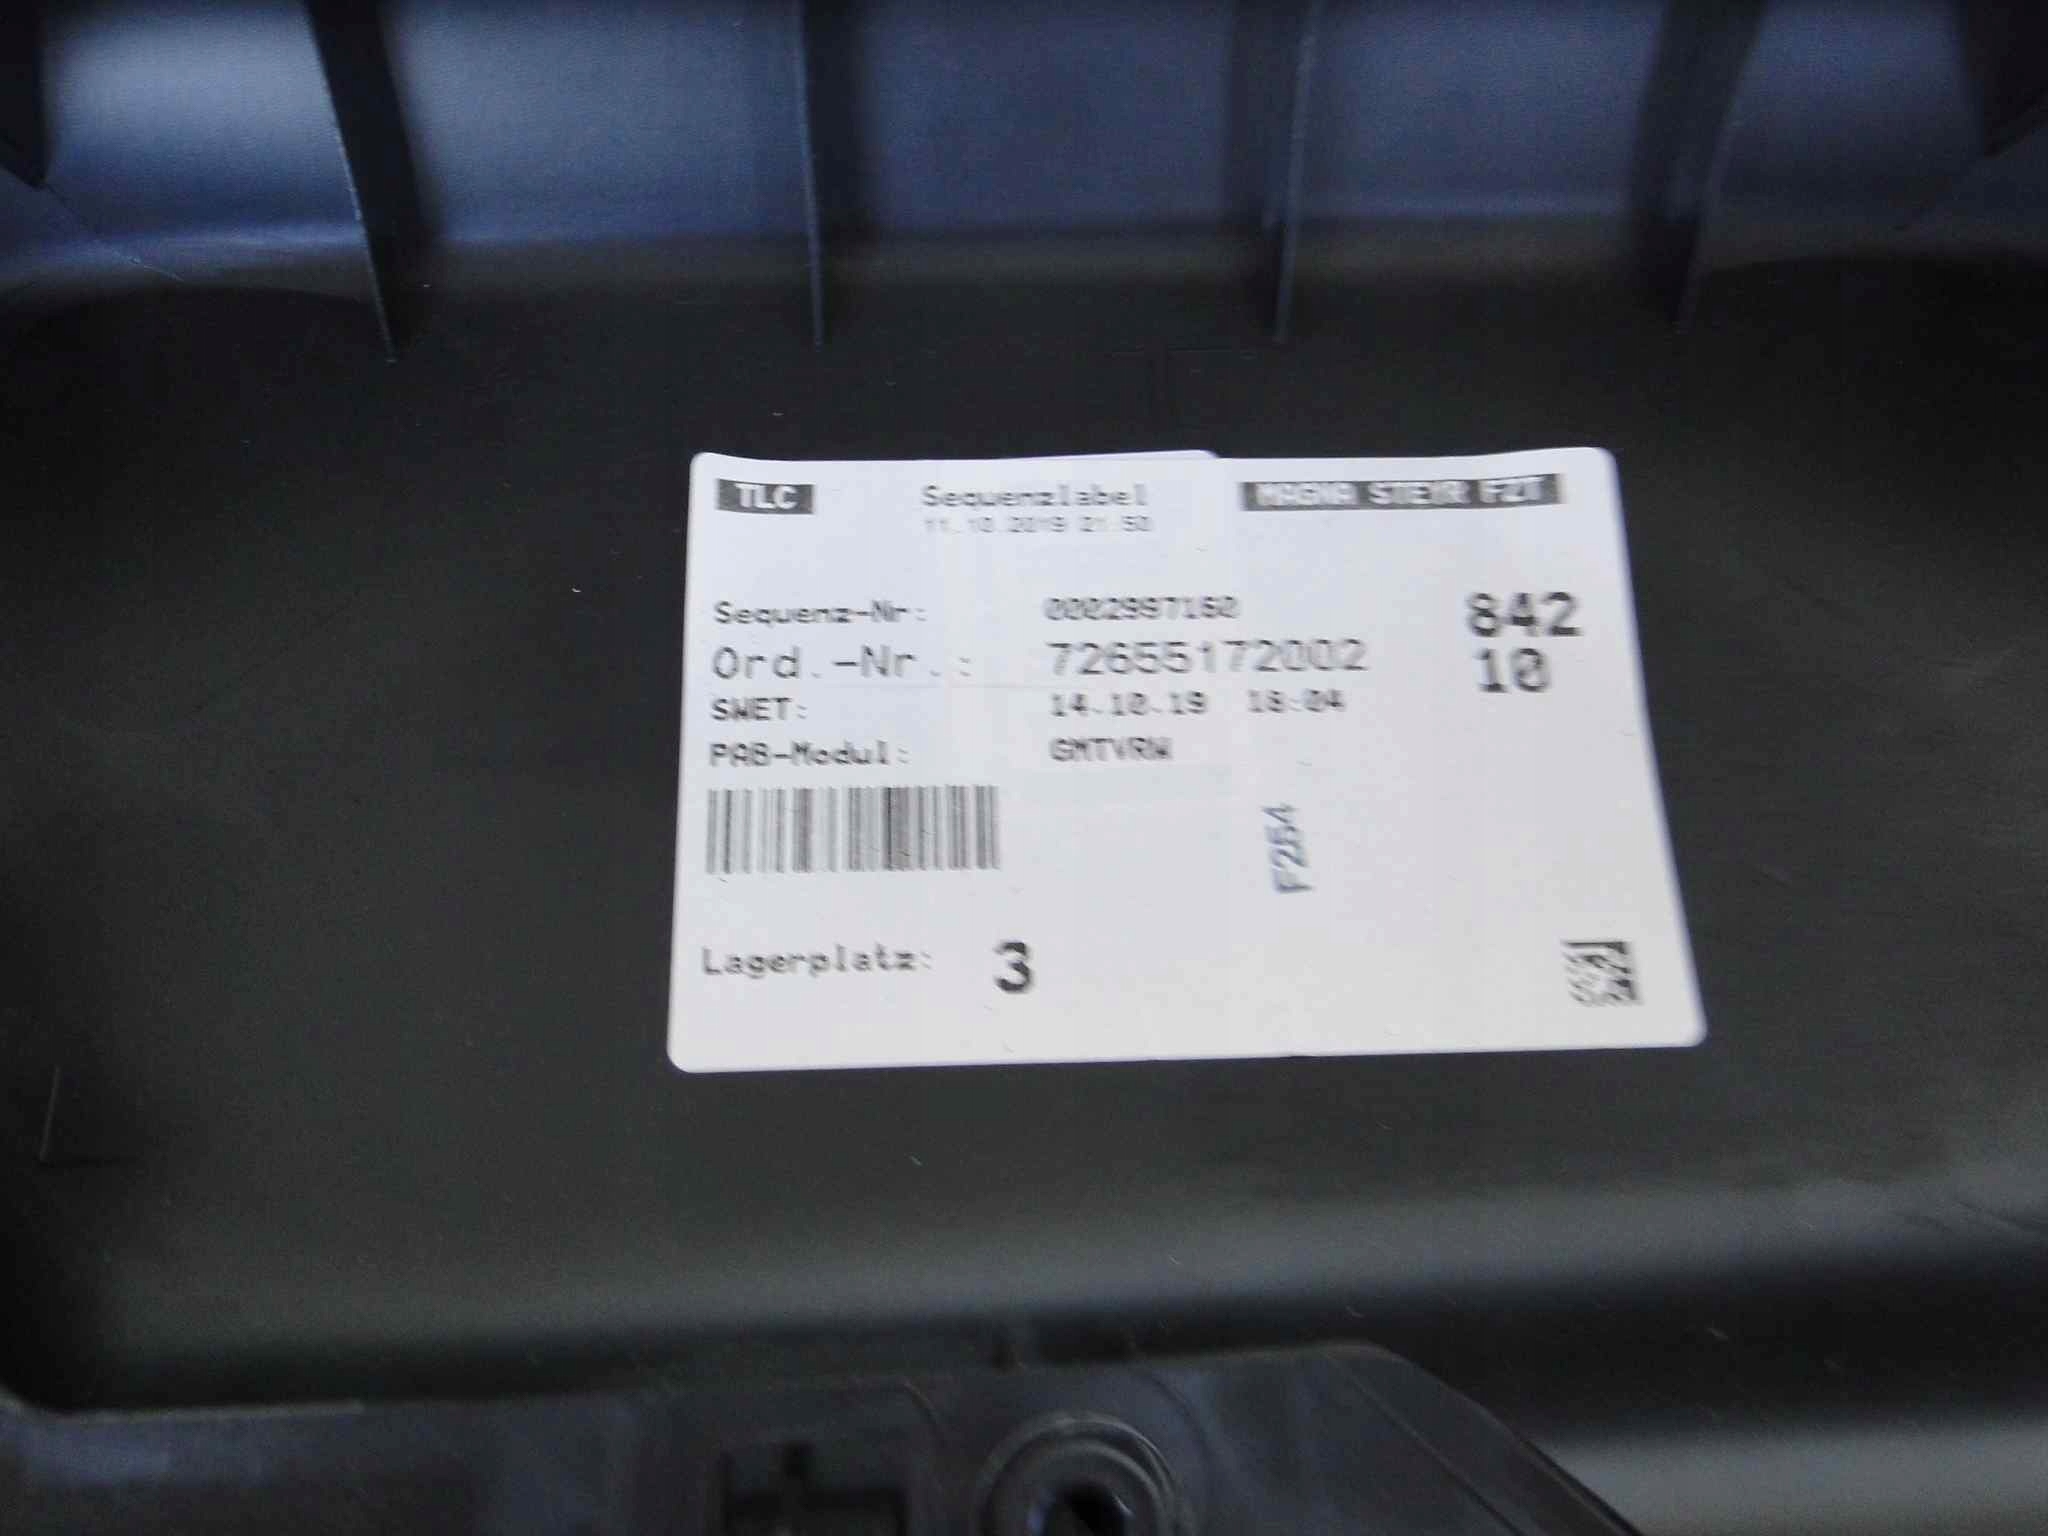 TLC Sequenzlabel MAGNA STEYR FZT
11.10.2019 21:50
Sequenz-Nr: 0002997160 842
Ord.-Nr.: 72655172002 10
SWET: 14.10.19 18:04
PAB-Modul: GMTVRW
F254
Lagerplatz: 3